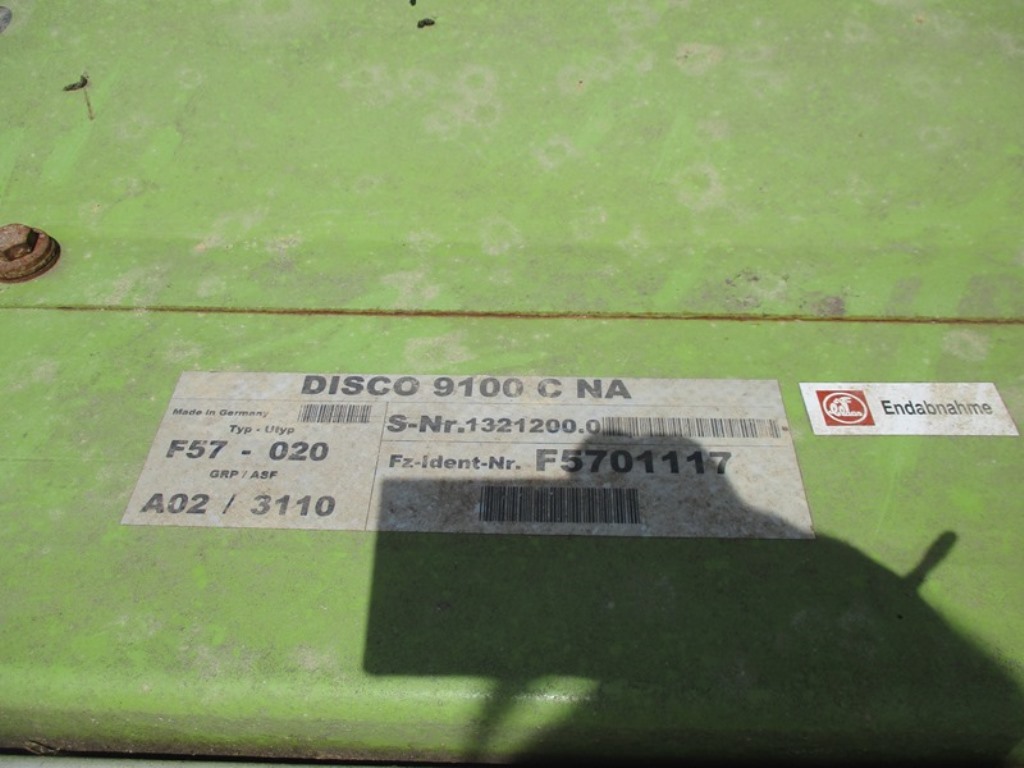 DISCO 9100 C NA
Made in Germany
Typ - Utyp
F57 - 020
GRP / ASF
A02 / 3110
S-Nr.1321200.0
Fz-Ident-Nr. F5701117
Endabnahme